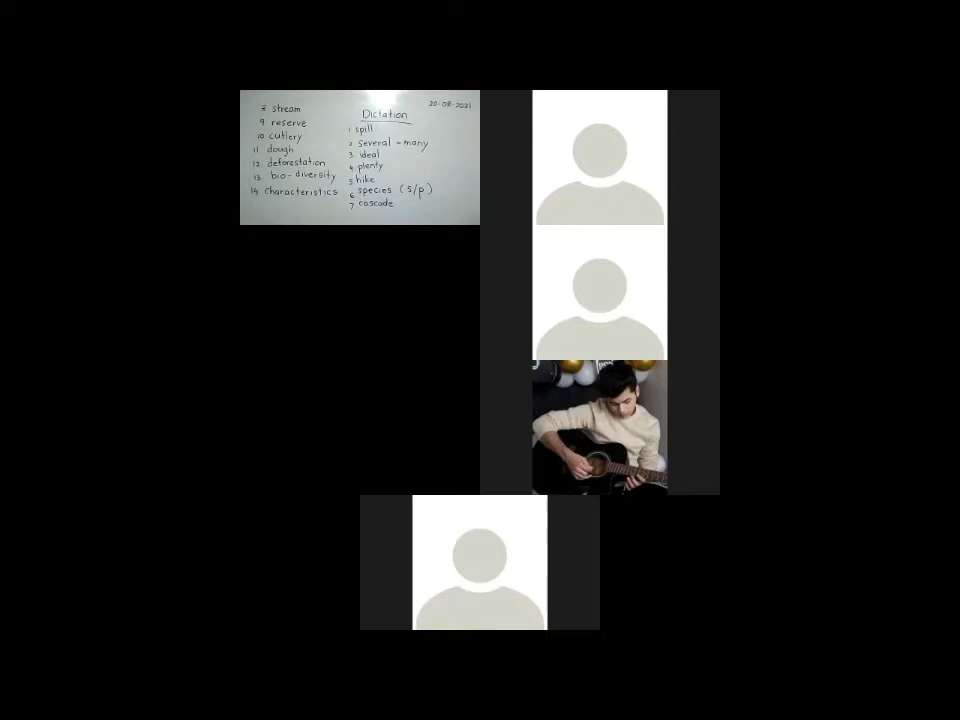 20-08-2021
Dictation
1 spill
2 several - many
3 ideal
4 plenty
5 hike
6 species (s/p)
7 cascade
8 stream
9 reserve
10 cutlery
11 dough
12. deforestation
13. bio-diversity
14. characteristics